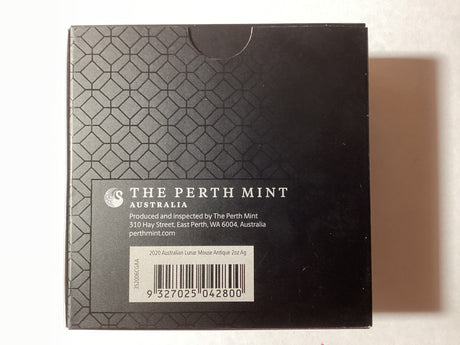 THE PERTH MINT
AUSTRALIA
Produced and inspected by The Perth Mint
310 Hay Street, East Perth, WA 6004, Australia
perthmint.com
2020 Australian Lunar Mouse Antique 2oz Ag
3S2006CGAA
9 327025 042800